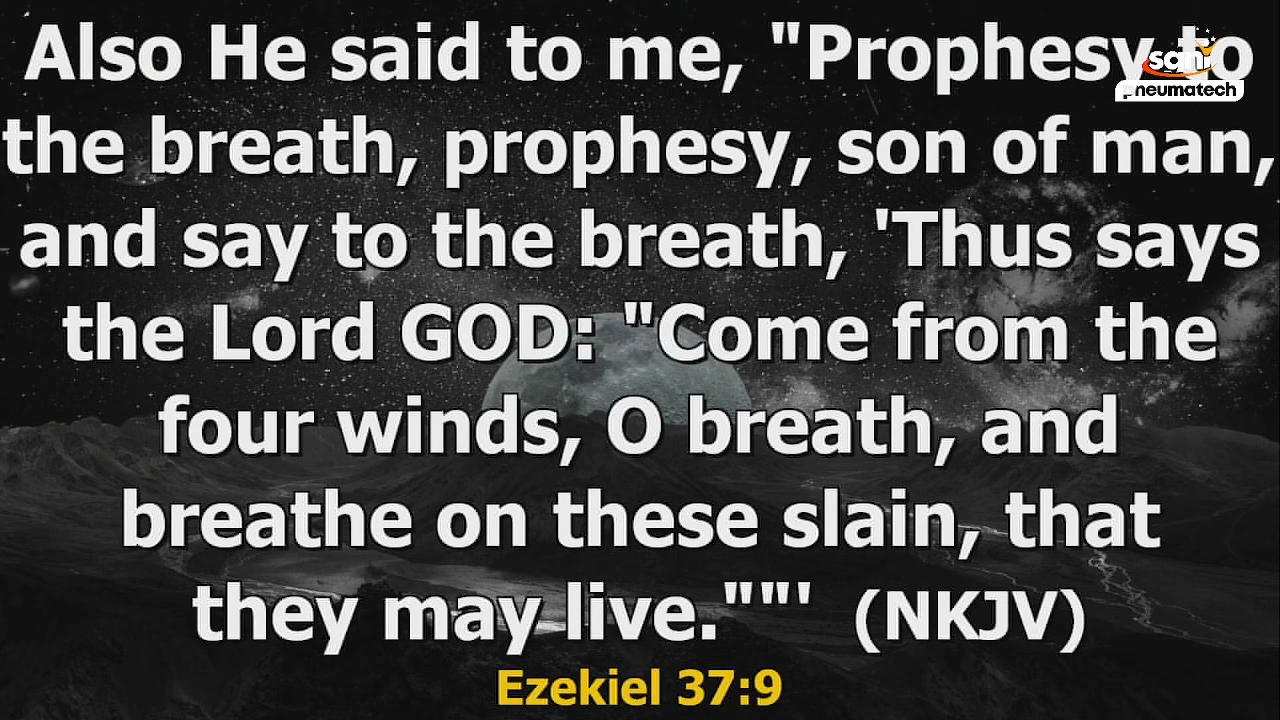 Also He said to me, "Prophesy to
the breath, prophesy, son of man,
and say to the breath, 'Thus says
the Lord GOD: "Come from the
four winds, O breath, and
breathe on these slain, that
they may live.""' (NKJV)
Ezekiel 37:9
sghi
pneumatech